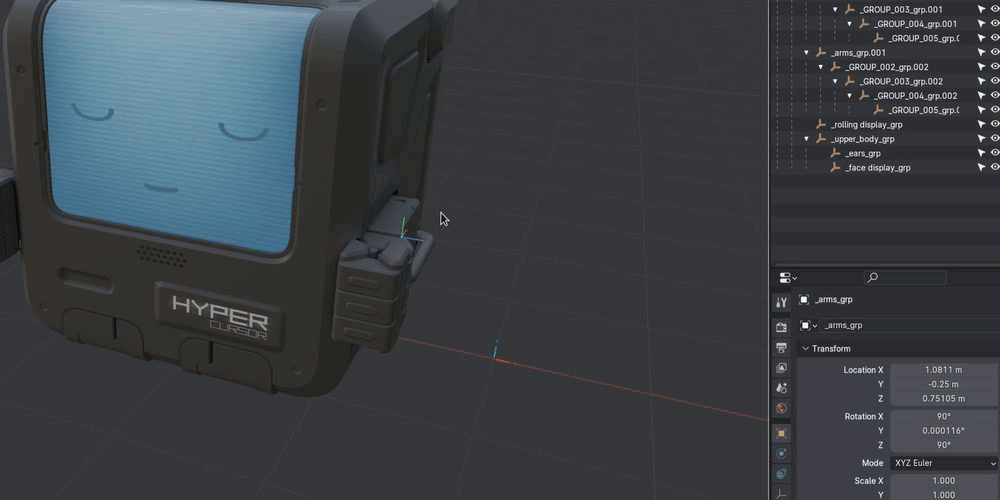 _GROUP_003_grp.001
_GROUP_004_grp.001
_GROUP_005_grp.(
_arms_grp.001
_GROUP_002_grp.002
_GROUP_003_grp.002
_GROUP_004_grp.002
_GROUP_005_grp.(
_rolling display_grp
_upper_body_grp
_ears_grp
_face display_grp
HYPER
CURSOR
_arms_grp
_arms_grp
Transform
Location X 1.0811 m
Y -0.25 m
Z 0.75105 m
Rotation X 90°
Y 0.000116°
Z 90°
Mode XYZ Euler
Scale X 1.000
Y 1.000